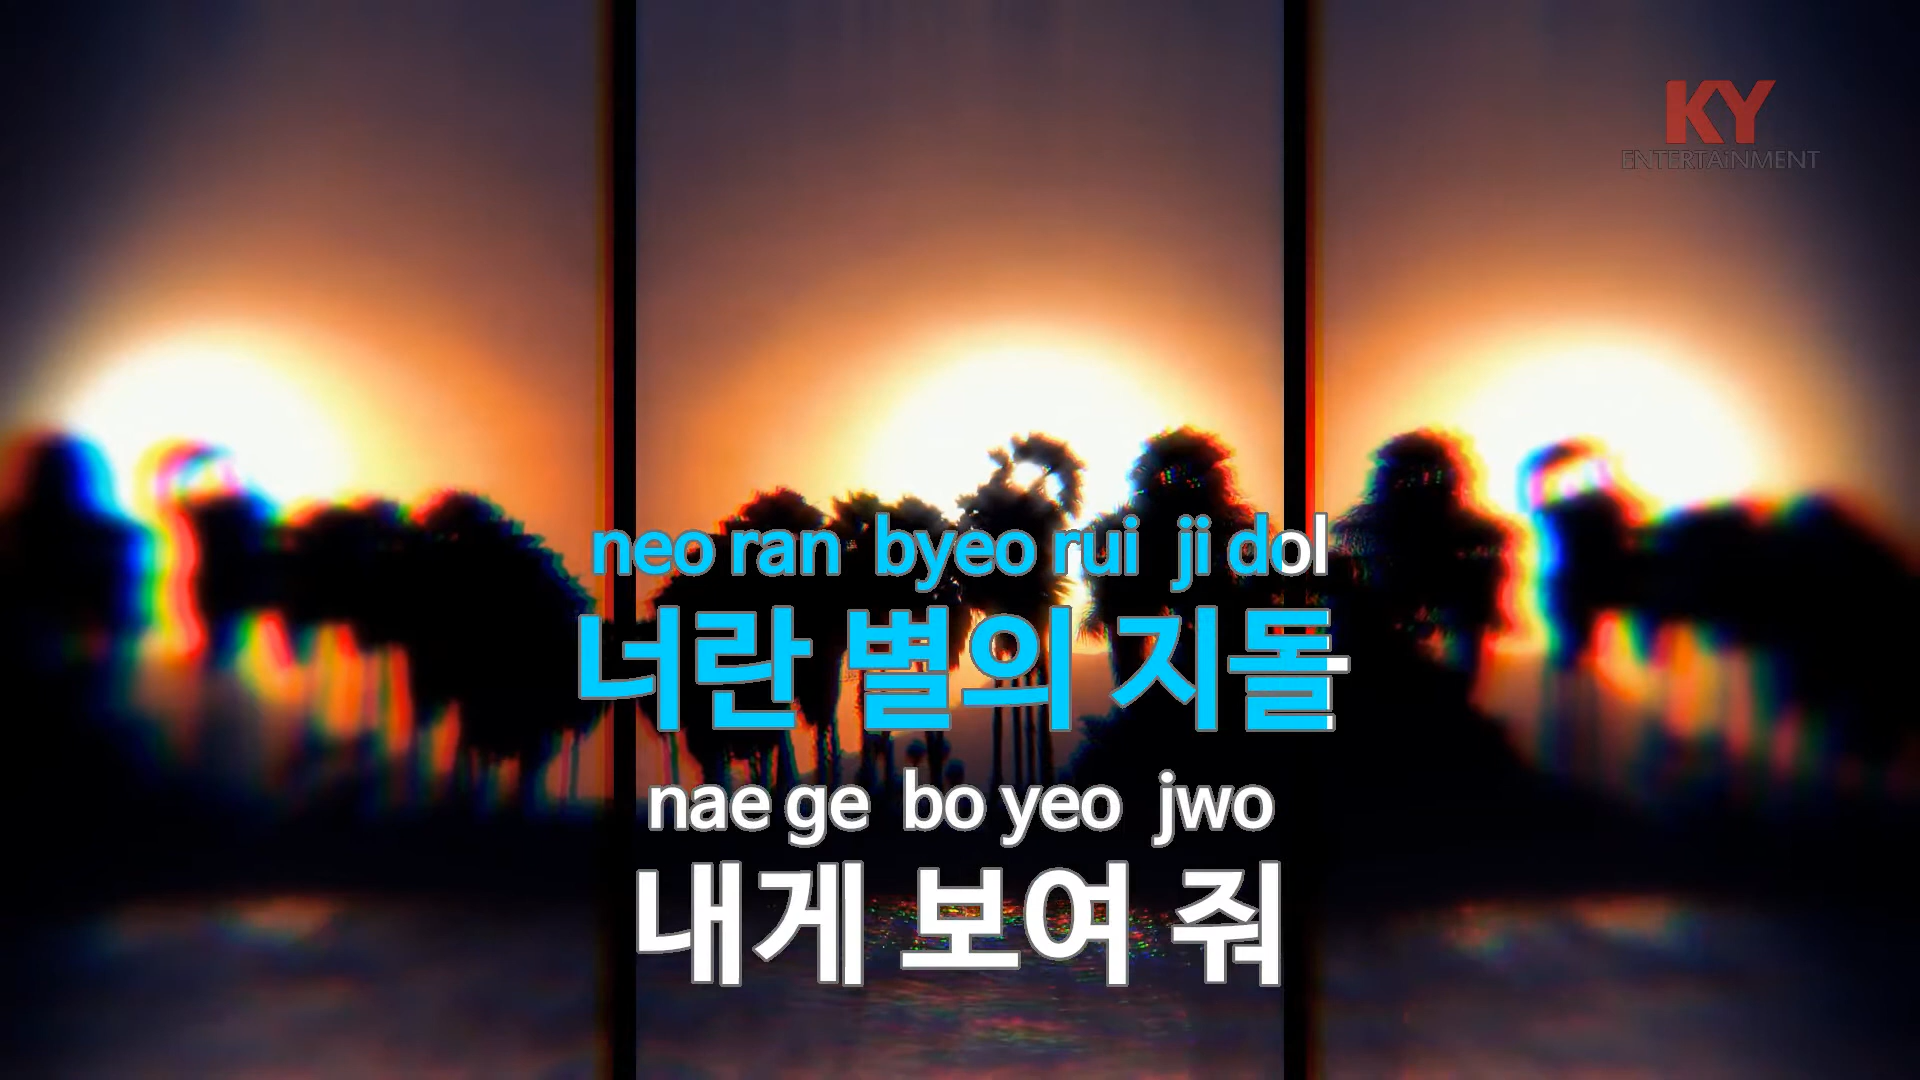 KY
ENTERTAiNMENT
neo ran byeo rui ji dol
너란 별의 지돌
nae ge bo yeo jwo
내게 보여 줘